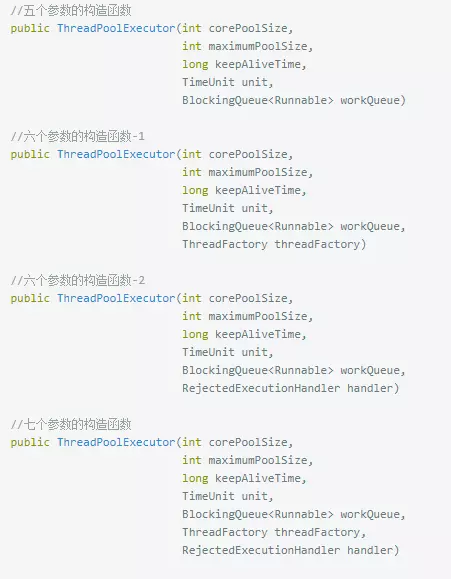 //五个参数的构造函数
public ThreadPoolExecutor(int corePoolSize,
int maximumPoolSize,
long keepAliveTime,
TimeUnit unit,
BlockingQueue<Runnable> workQueue)
//六个参数的构造函数-1
public ThreadPoolExecutor(int corePoolSize,
int maximumPoolSize,
long keepAliveTime,
TimeUnit unit,
BlockingQueue<Runnable> workQueue,
ThreadFactory threadFactory)
//六个参数的构造函数-2
public ThreadPoolExecutor(int corePoolSize,
int maximumPoolSize,
long keepAliveTime,
TimeUnit unit,
BlockingQueue<Runnable> workQueue,
RejectedExecutionHandler handler)
//七个参数的构造函数
public ThreadPoolExecutor(int corePoolSize,
int maximumPoolSize,
long keepAliveTime,
TimeUnit unit,
BlockingQueue<Runnable> workQueue,
ThreadFactory threadFactory,
RejectedExecutionHandler handler)